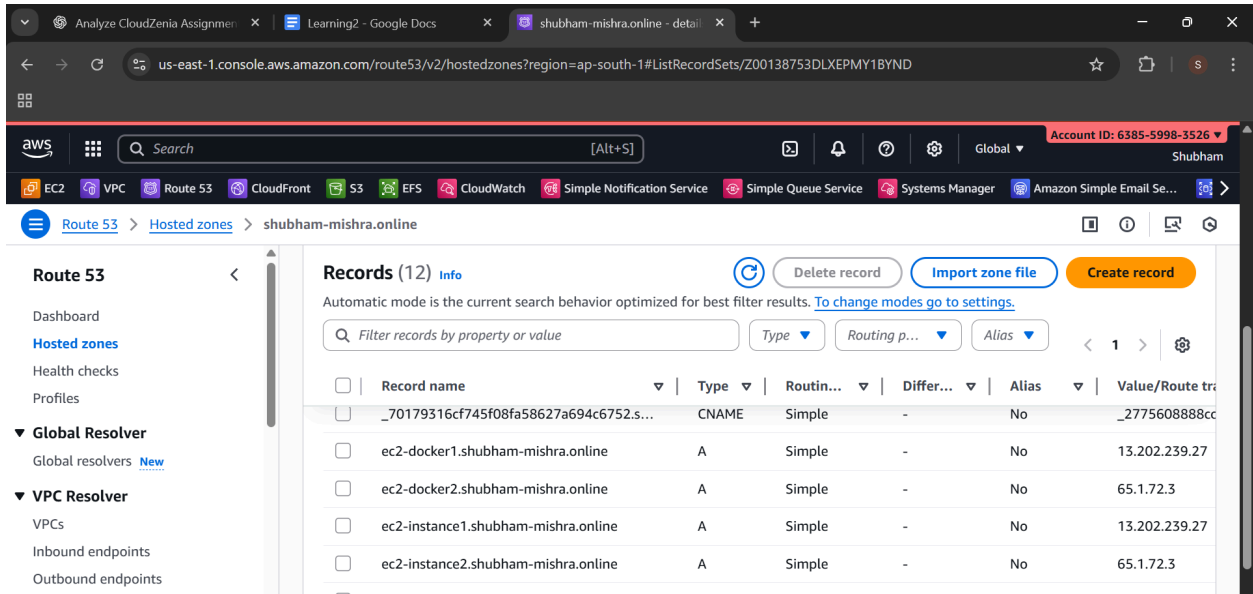 Analyze CloudZenia Assignmen
Learning2 - Google Docs
shubham-mishra.online - detail
us-east-1.console.aws.amazon.com/route53/v2/hostedzones?region=ap-south-1#ListRecordSets/Z00138753DLXEPMY1BYND
S
aws
Search [Alt+S]
Global
Account ID: 6385-5998-3526
Shubham
EC2 VPC Route 53 CloudFront S3 EFS CloudWatch Simple Notification Service Simple Queue Service Systems Manager Amazon Simple Email Se...
Route 53 > Hosted zones > shubham-mishra.online
Route 53
Dashboard
Hosted zones
Health checks
Profiles
Global Resolver
Global resolvers New
VPC Resolver
VPCs
Inbound endpoints
Outbound endpoints
Records (12) Info
Delete record
Import zone file
Create record
Automatic mode is the current search behavior optimized for best filter results. To change modes go to settings.
Filter records by property or value
Type
Routing p...
Alias
1
Record name Type Routin... Differ... Alias Value/Route tra
_70179316cf745f08fa58627a694c6752.s... CNAME Simple - No _2775608888cc
ec2-docker1.shubham-mishra.online A Simple - No 13.202.239.27
ec2-docker2.shubham-mishra.online A Simple - No 65.1.72.3
ec2-instance1.shubham-mishra.online A Simple - No 13.202.239.27
ec2-instance2.shubham-mishra.online A Simple - No 65.1.72.3